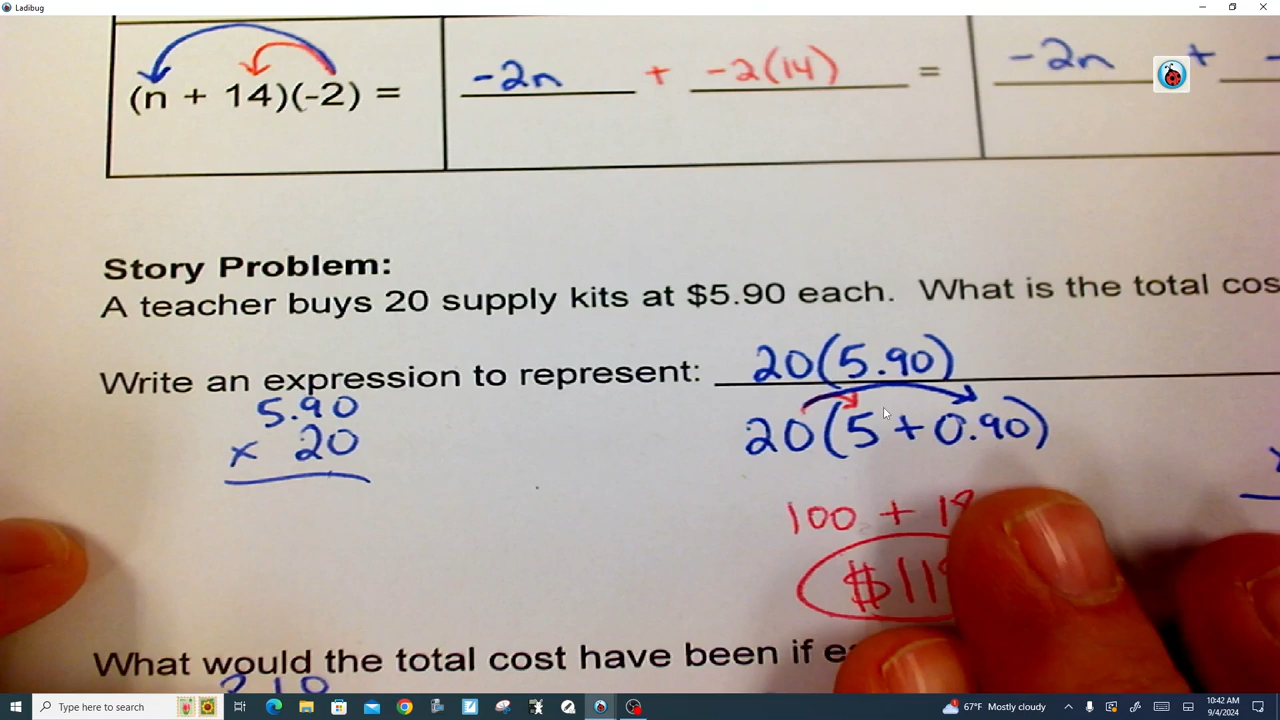 Ladibug
(n + 14)(-2) = -2n + -2(14) = -2n + -
Story Problem:
A teacher buys 20 supply kits at $5.90 each. What is the total cos
Write an expression to represent: 20(5.90)
5.90
x 20
20(5 + 0.90)
100 + 18
$11
What would the total cost have been if e
Type here to search
67°F Mostly cloudy
10:42 AM
9/4/2024